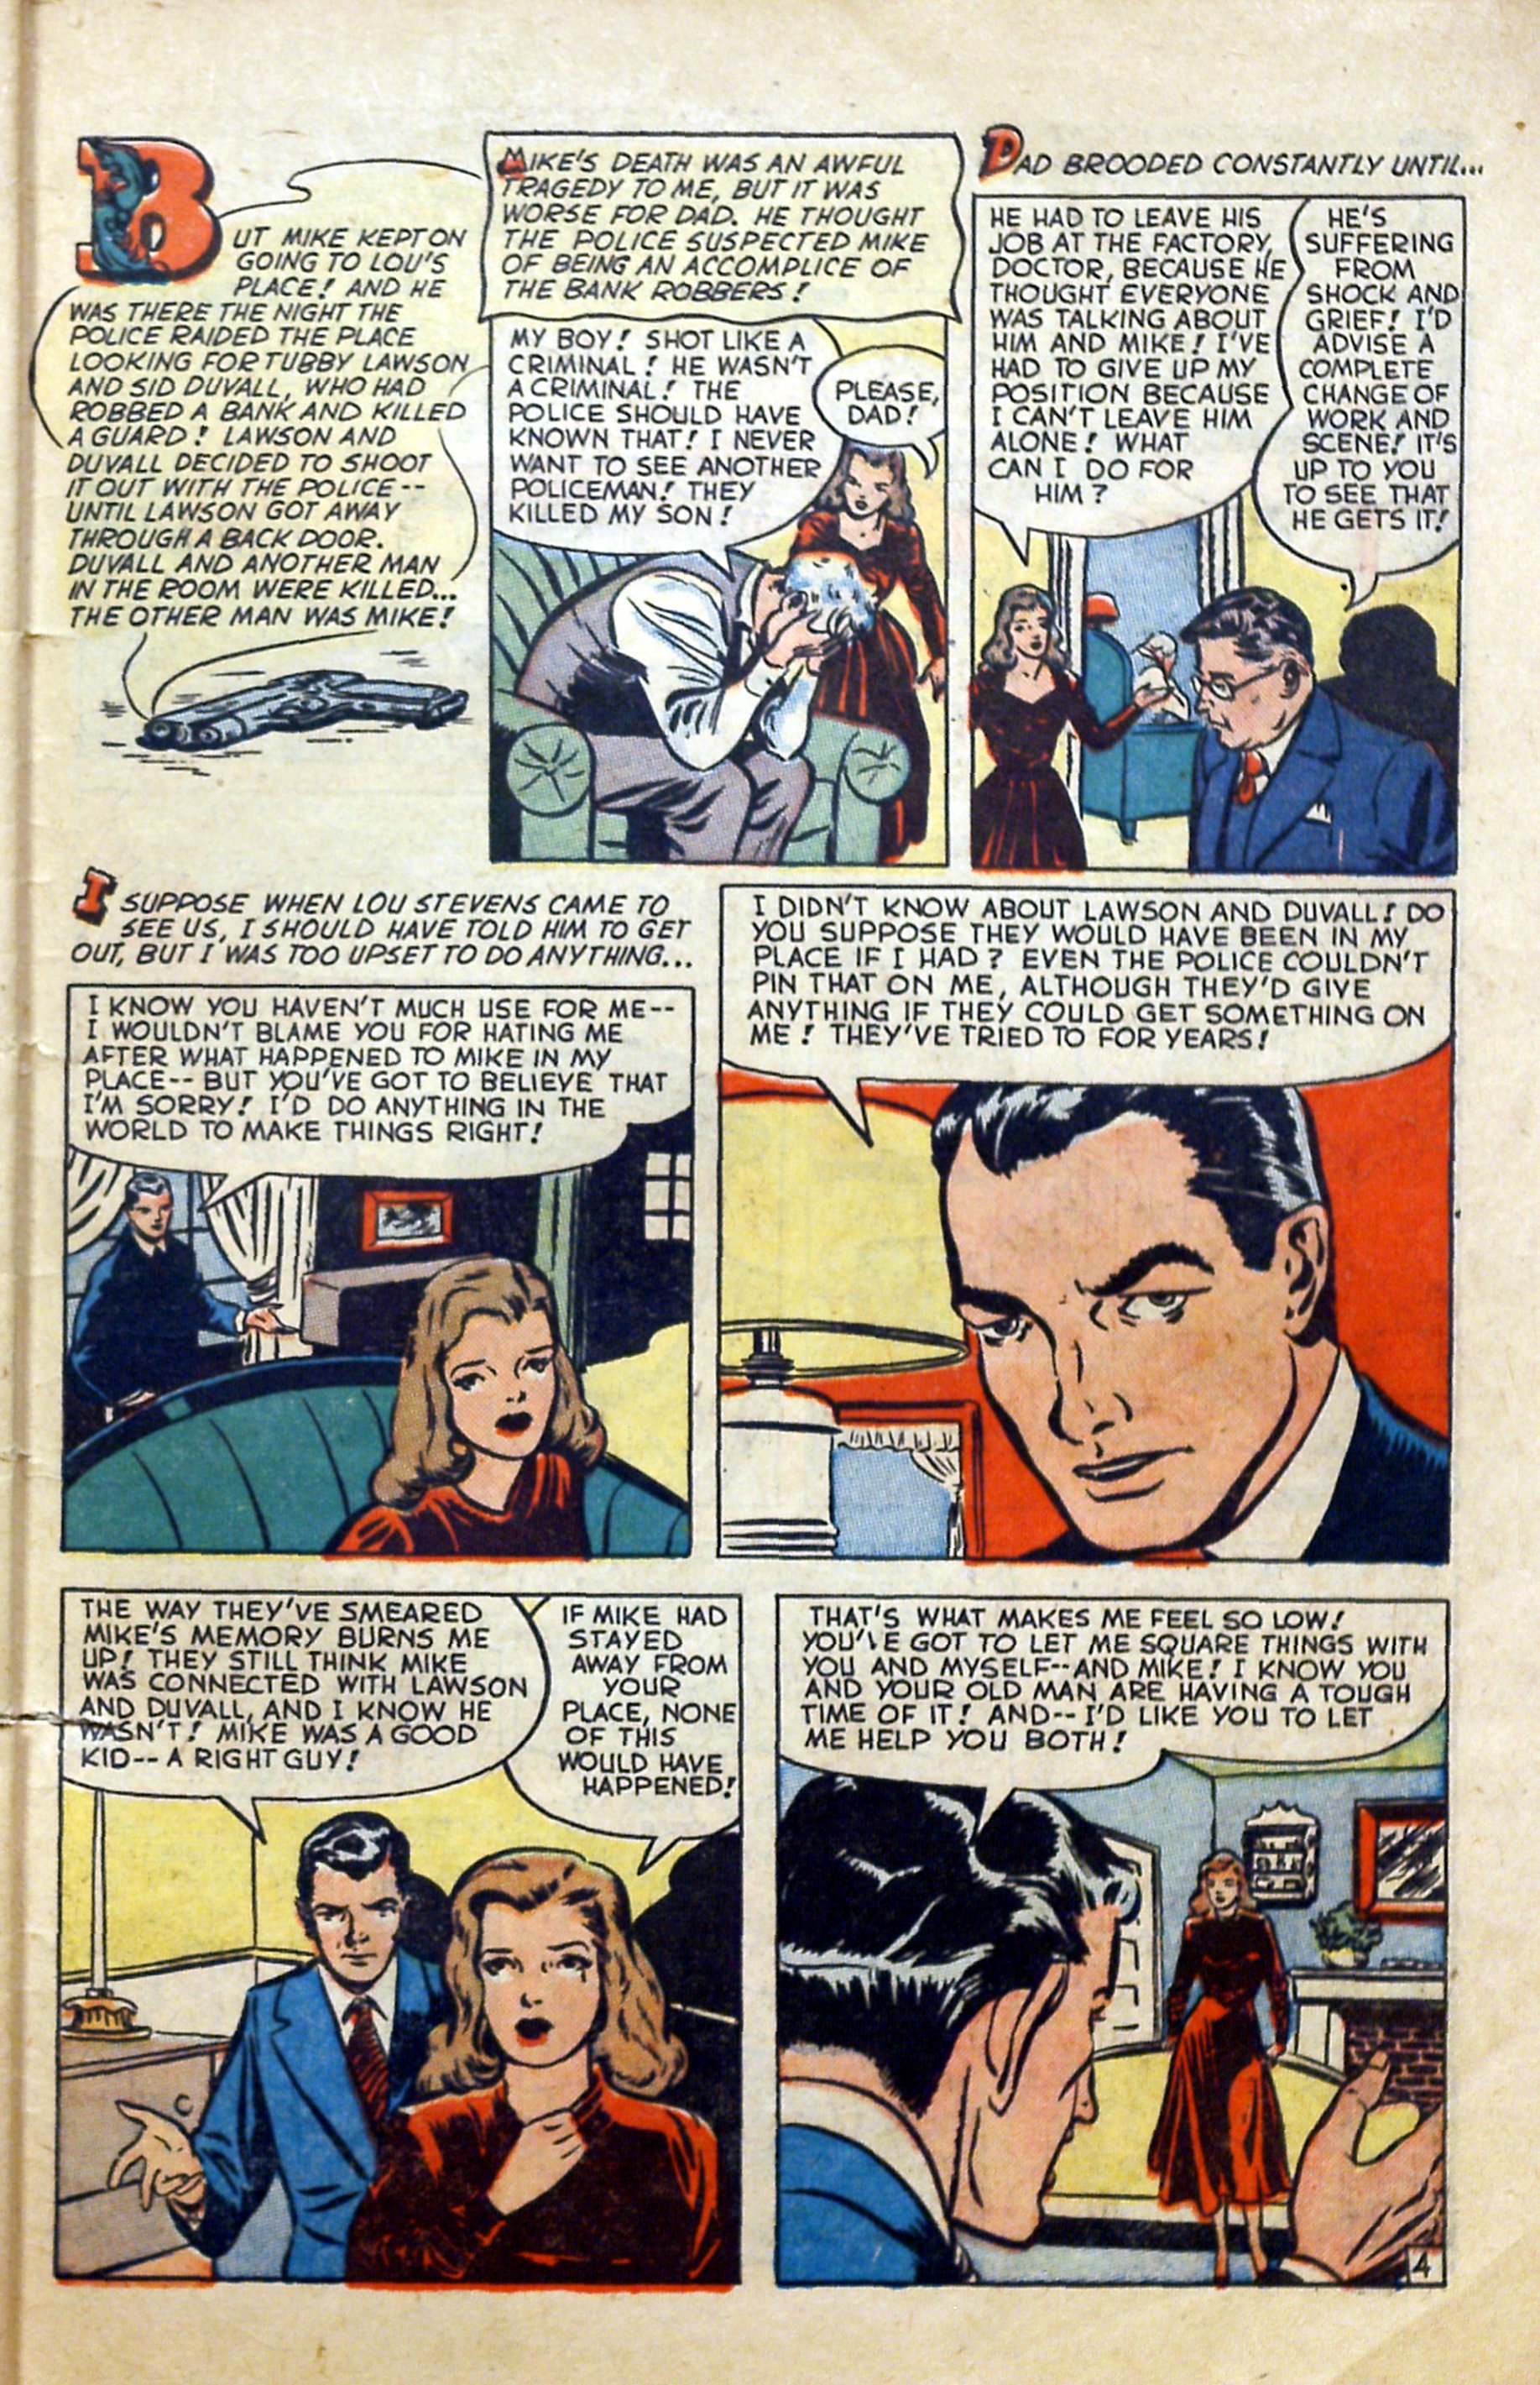 BUT MIKE KEPT ON
GOING TO LOU'S
PLACE! AND HE
WAS THERE THE NIGHT THE
POLICE RAIDED THE PLACE
LOOKING FOR TUBBY LAWSON
AND SID DUVALL, WHO HAD
ROBBED A BANK AND KILLED
A GUARD! LAWSON AND
DUVALL DECIDED TO SHOOT
IT OUT WITH THE POLICE--
UNTIL LAWSON GOT AWAY
THROUGH A BACK DOOR.
DUVALL AND ANOTHER MAN
IN THE ROOM WERE KILLED...
THE OTHER MAN WAS MIKE!
MIKE'S DEATH WAS AN AWFUL
TRAGEDY TO ME, BUT IT WAS
WORSE FOR DAD. HE THOUGHT
THE POLICE SUSPECTED MIKE
OF BEING AN ACCOMPLICE OF
THE BANK ROBBERS!
MY BOY! SHOT LIKE A
CRIMINAL! HE WASN'T
A CRIMINAL! THE
POLICE SHOULD HAVE
KNOWN THAT! I NEVER
WANT TO SEE ANOTHER
POLICEMAN! THEY
KILLED MY SON!
PLEASE,
DAD!
DAD BROODED CONSTANTLY UNTIL...
HE HAD TO LEAVE HIS
JOB AT THE FACTORY,
DOCTOR, BECAUSE HE
THOUGHT EVERYONE
WAS TALKING ABOUT
HIM AND MIKE! I'VE
HAD TO GIVE UP MY
POSITION BECAUSE
I CAN'T LEAVE HIM
ALONE! WHAT
CAN I DO FOR
HIM?
HE'S
SUFFERING
FROM
SHOCK AND
GRIEF! I'D
ADVISE A
COMPLETE
CHANGE OF
WORK AND
SCENE! IT'S
UP TO YOU
TO SEE THAT
HE GETS IT!
I SUPPOSE WHEN LOU STEVENS CAME TO
SEE US, I SHOULD HAVE TOLD HIM TO GET
OUT, BUT I WAS TOO UPSET TO DO ANYTHING...
I KNOW YOU HAVEN'T MUCH USE FOR ME--
I WOULDN'T BLAME YOU FOR HATING ME
AFTER WHAT HAPPENED TO MIKE IN MY
PLACE-- BUT YOU'VE GOT TO BELIEVE THAT
I'M SORRY! I'D DO ANYTHING IN THE
WORLD TO MAKE THINGS RIGHT!
I DIDN'T KNOW ABOUT LAWSON AND DUVALL! DO
YOU SUPPOSE THEY WOULD HAVE BEEN IN MY
PLACE IF I HAD? EVEN THE POLICE COULDN'T
PIN THAT ON ME, ALTHOUGH THEY'D GIVE
ANYTHING IF THEY COULD GET SOMETHING ON
ME! THEY'VE TRIED TO FOR YEARS!
THE WAY THEY'VE SMEARED
MIKE'S MEMORY BURNS ME
UP! THEY STILL THINK MIKE
WAS CONNECTED WITH LAWSON
AND DUVALL, AND I KNOW HE
WASN'T! MIKE WAS A GOOD
KID-- A RIGHT GUY!
IF MIKE HAD
STAYED
AWAY FROM
YOUR
PLACE, NONE
OF THIS
WOULD HAVE
HAPPENED!
THAT'S WHAT MAKES ME FEEL SO LOW!
YOU'VE GOT TO LET ME SQUARE THINGS WITH
YOU AND MYSELF--AND MIKE! I KNOW YOU
AND YOUR OLD MAN ARE HAVING A TOUGH
TIME OF IT! AND-- I'D LIKE YOU TO LET
ME HELP YOU BOTH!
4